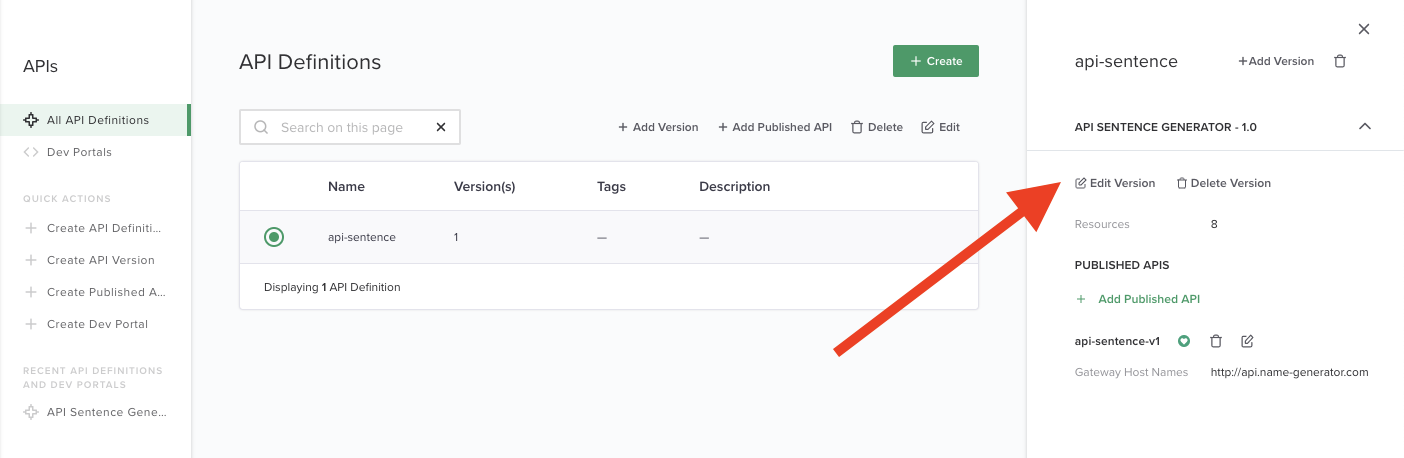 APIs
All API Definitions
Dev Portals
QUICK ACTIONS
Create API Definiti...
Create API Version
Create Published A...
Create Dev Portal
RECENT API DEFINITIONS
AND DEV PORTALS
API Sentence Gene...
API Definitions
+ Create
Search on this page
+ Add Version + Add Published API Delete Edit
Name Version(s) Tags Description
api-sentence 1 — —
Displaying 1 API Definition
api-sentence +Add Version
API SENTENCE GENERATOR - 1.0
Edit Version Delete Version
Resources 8
PUBLISHED APIS
+ Add Published API
api-sentence-v1
Gateway Host Names http://api.name-generator.com